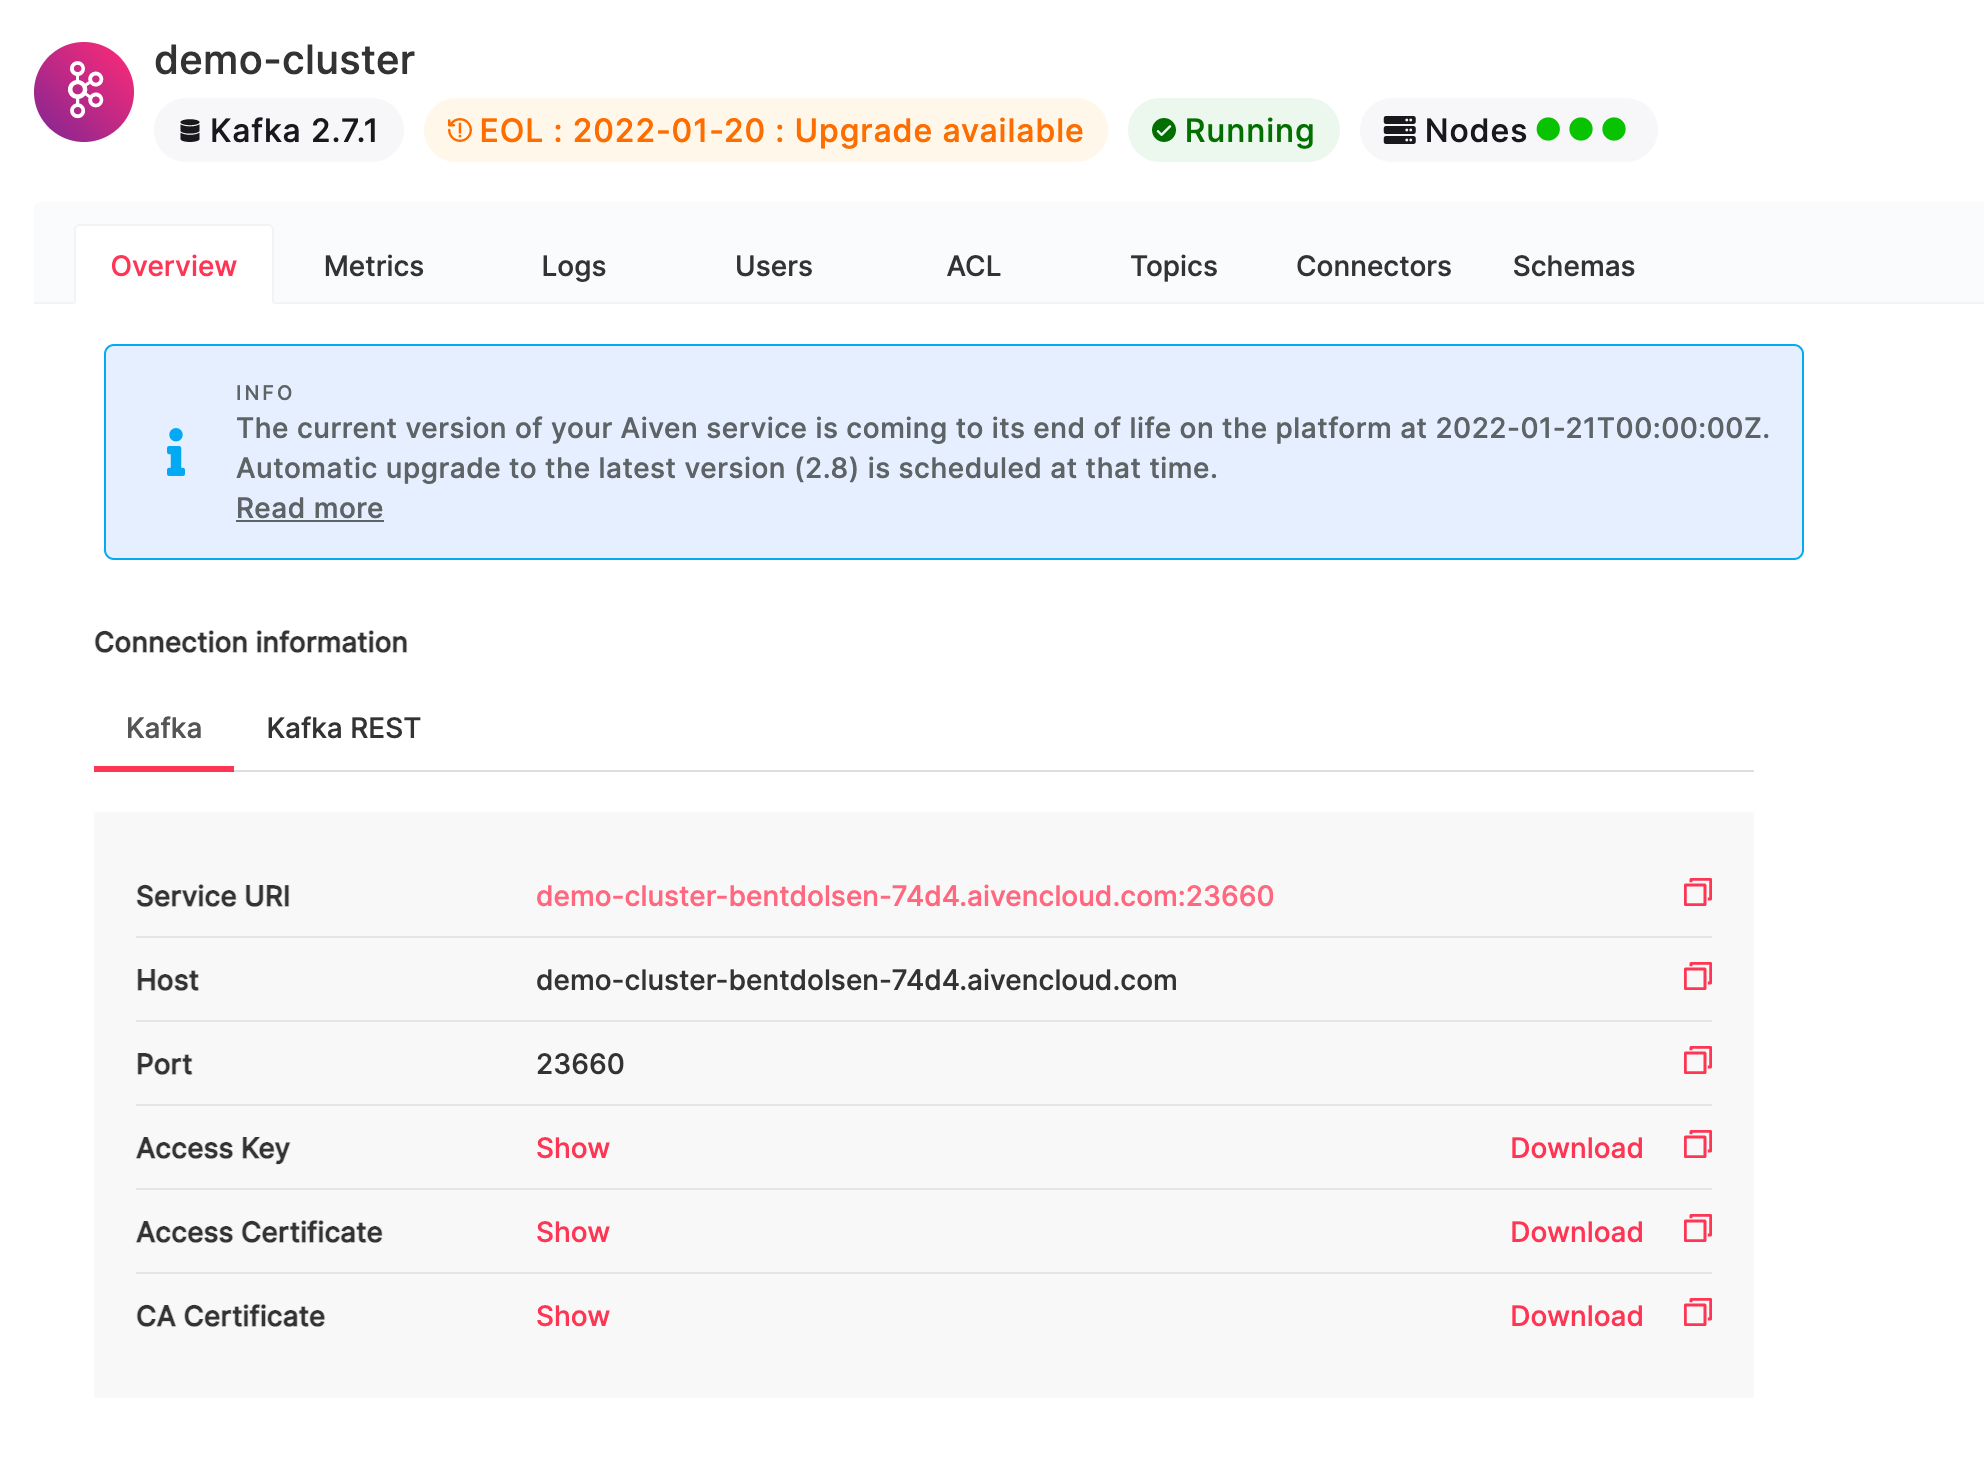 demo-cluster
Kafka 2.7.1 EOL : 2022-01-20 : Upgrade available Running Nodes
Overview Metrics Logs Users ACL Topics Connectors Schemas
INFO
The current version of your Aiven service is coming to its end of life on the platform at 2022-01-21T00:00:00Z.
Automatic upgrade to the latest version (2.8) is scheduled at that time.
Read more
Connection information
Kafka Kafka REST
Service URI demo-cluster-bentdolsen-74d4.aivencloud.com:23660
Host demo-cluster-bentdolsen-74d4.aivencloud.com
Port 23660
Access Key Show Download
Access Certificate Show Download
CA Certificate Show Download